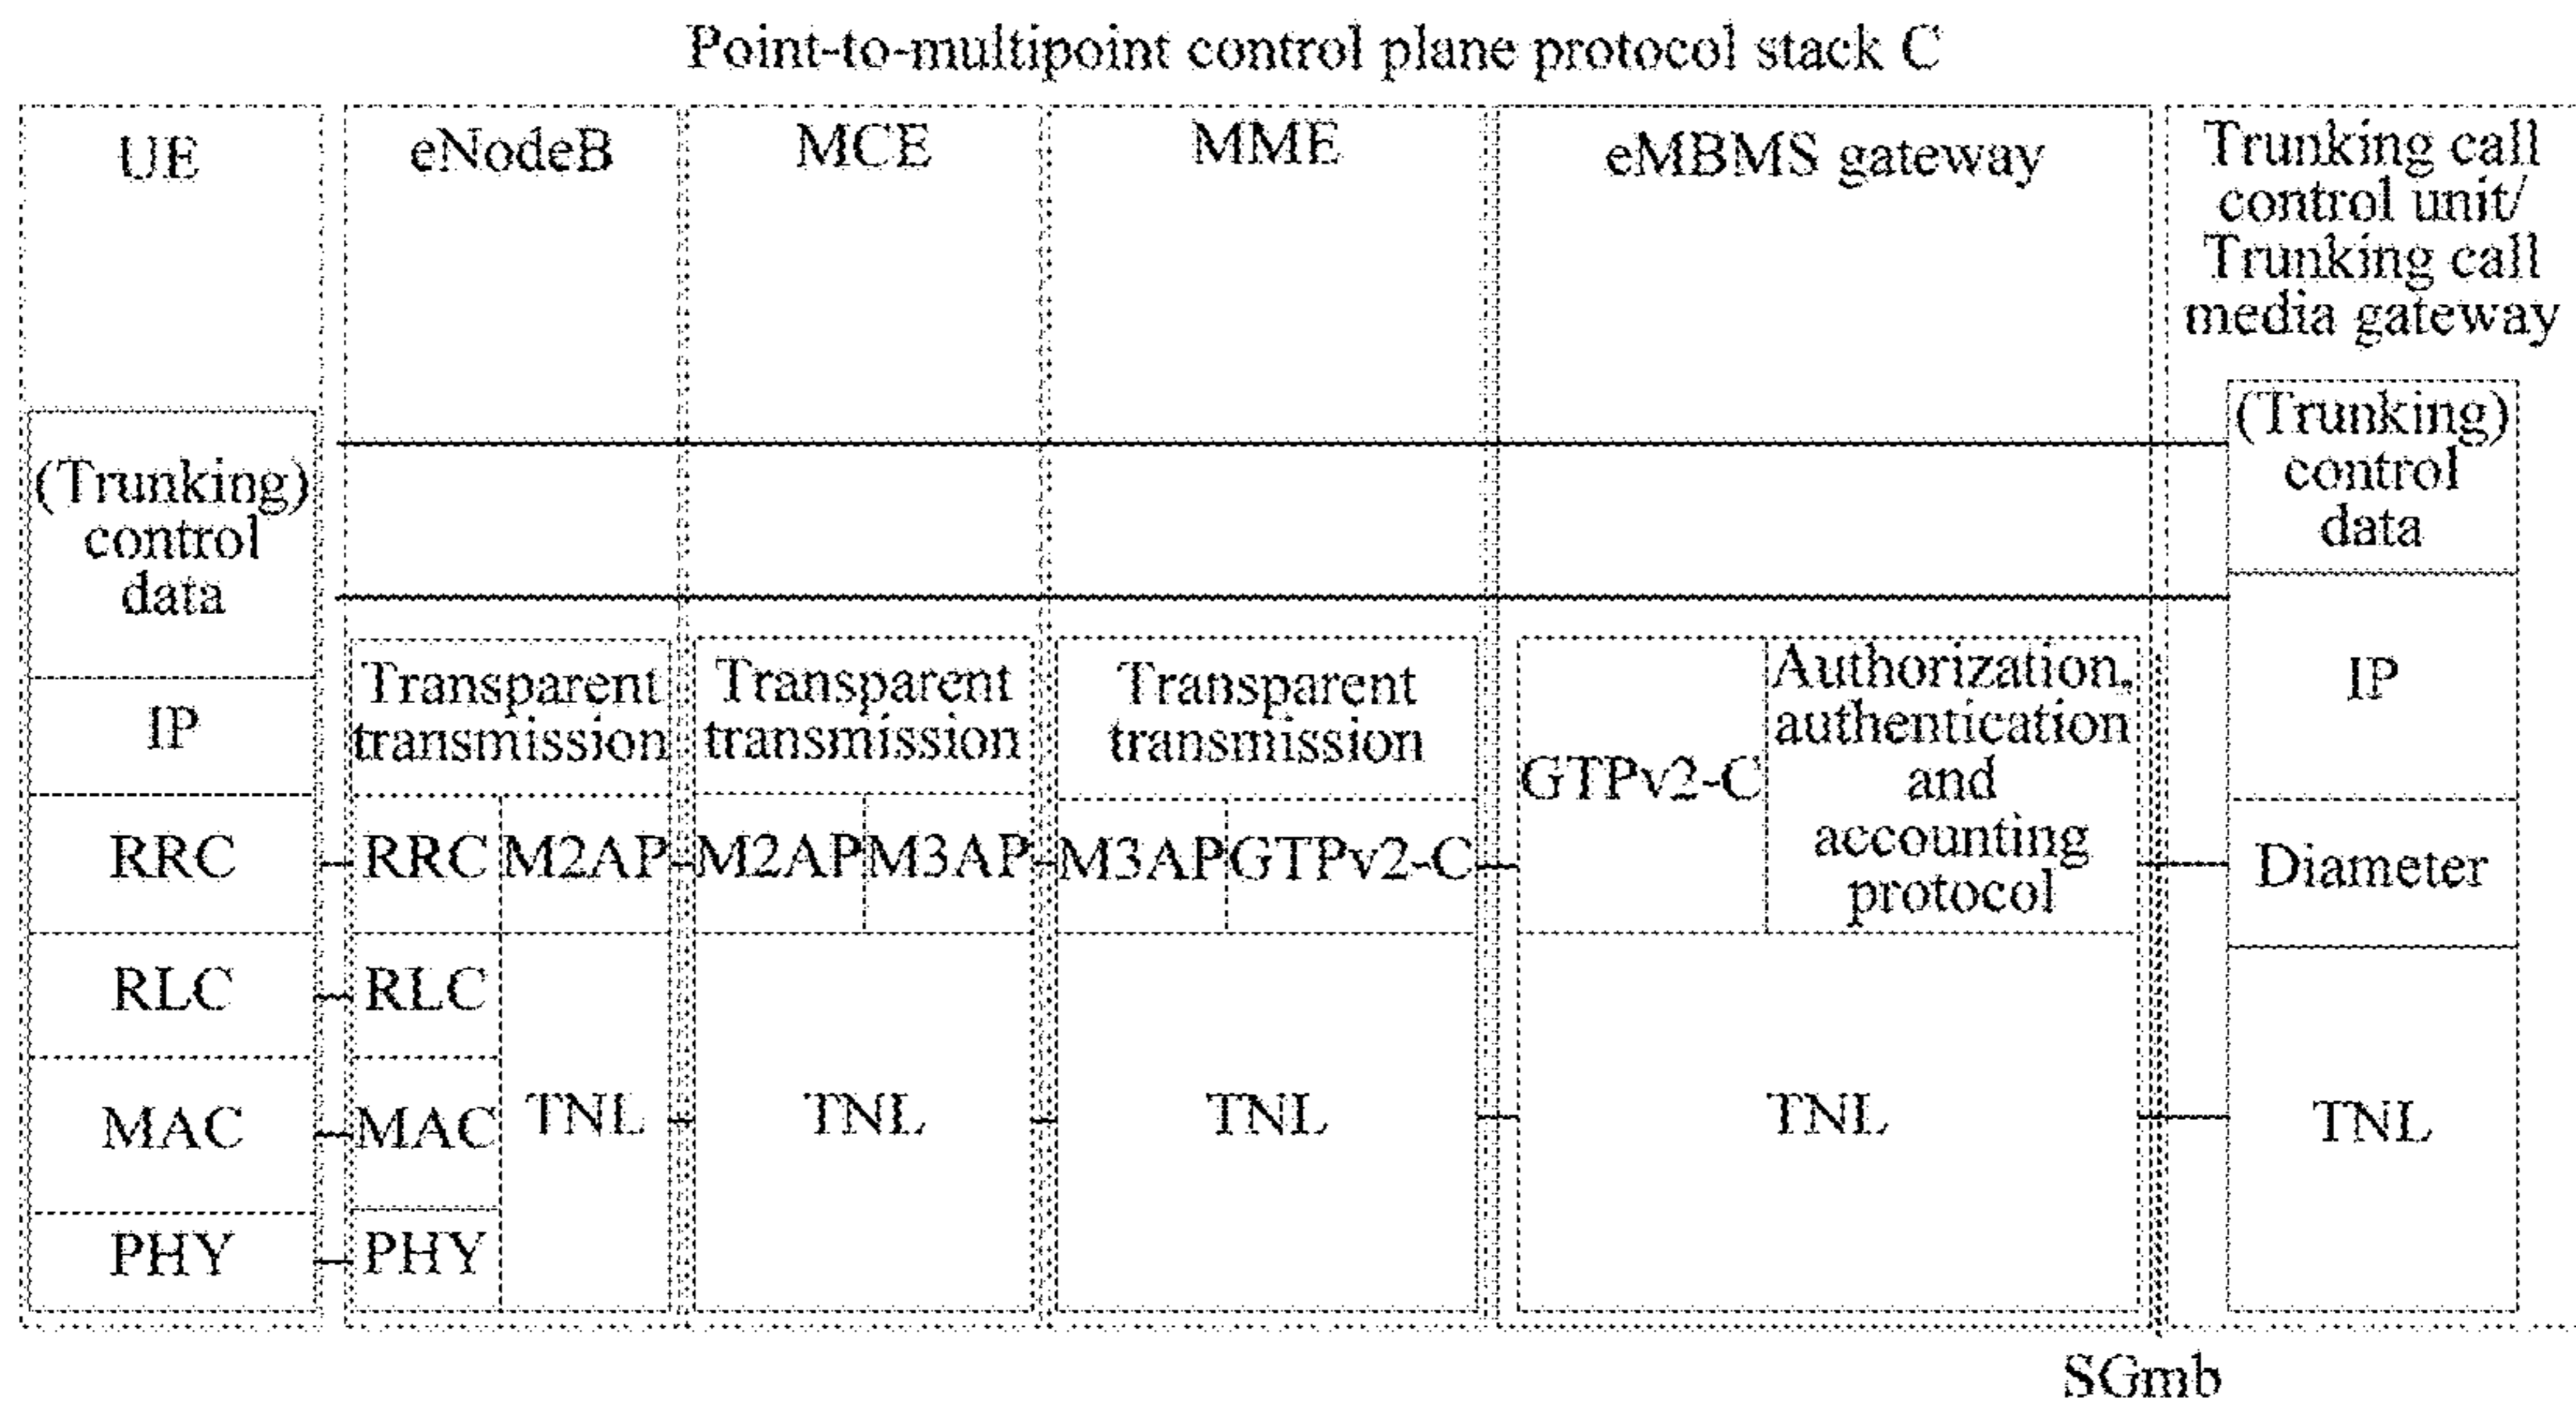 Point-to-multipoint control plane protocol stack C
UE
eNodeB
MCE
MME
eMBMS gateway
Trunking call
control unit/
Trunking call
media gateway
(Trunking)
control
data
IP
RRC
RLC
MAC
PHY
Transparent
transmission
RRC
M2AP
RLC
MAC
PHY
TNL
Transparent
transmission
M2AP
M3AP
TNL
Transparent
transmission
M3AP
GTPv2-C
TNL
GTPv2-C
Authorization,
authentication
and
accounting
protocol
TNL
(Trunking)
control
data
IP
Diameter
TNL
SGmb